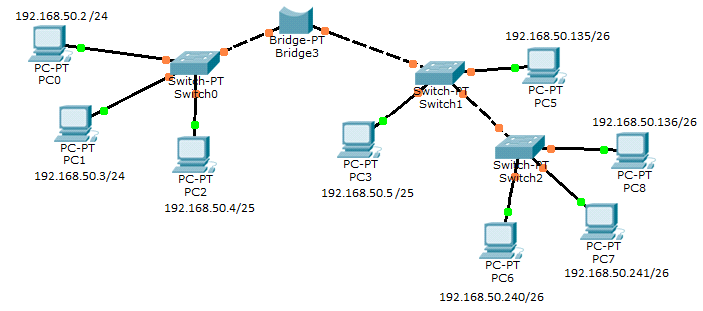 192.168.50.2 /24
PC-PT
PC0
Switch-PT
Switch0
Bridge-PT
Bridge3
192.168.50.135/26
PC-PT
PC5
Switch-PT
Switch1
PC-PT
PC1
192.168.50.3/24
PC-PT
PC2
192.168.50.4/25
PC-PT
PC3
192.168.50.5 /25
192.168.50.136/26
PC-PT
PC8
Switch-PT
Switch2
PC-PT
PC7
192.168.50.241/26
PC-PT
PC6
192.168.50.240/26